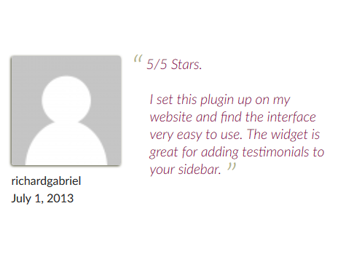 “ 5/5 Stars.
I set this plugin up on my
website and find the interface
very easy to use. The widget is
great for adding testimonials to
your sidebar. ”
richardgabriel
July 1, 2013